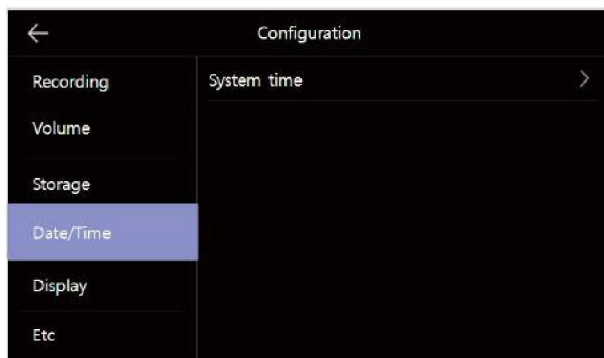 Configuration
Recording
System time
Volume
Storage
Date/Time
Display
Etc